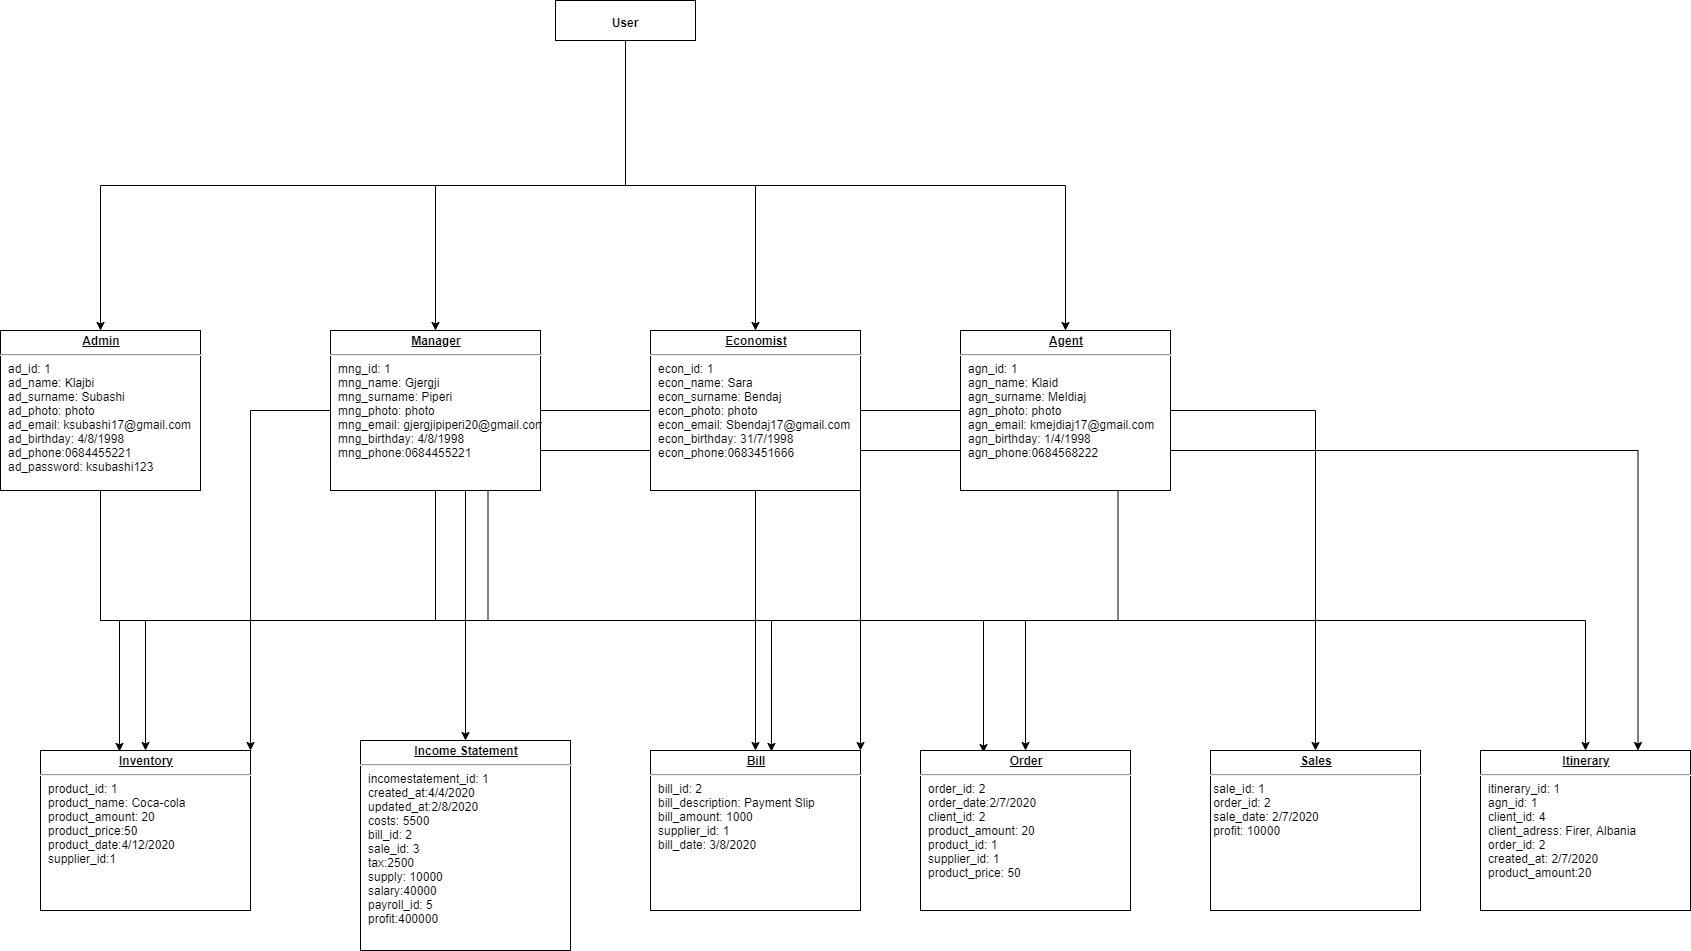 User
Admin
ad_id: 1
ad_name: Klajbi
ad_surname: Subashi
ad_photo: photo
ad_email: ksubashi17@gmail.com
ad_birthday: 4/8/1998
ad_phone:0684455221
ad_password: ksubashi123
Manager
mng_id: 1
mng_name: Gjergji
mng_surname: Piperi
mng_photo: photo
mng_email: gjergjipiperi20@gmail.com
mng_birthday: 4/8/1998
mng_phone:0684455221
Economist
econ_id: 1
econ_name: Sara
econ_surname: Bendaj
econ_photo: photo
econ_email: Sbendaj17@gmail.com
econ_birthday: 31/7/1998
econ_phone:0683451666
Agent
agn_id: 1
agn_name: Klaid
agn_surname: Meldiaj
agn_photo: photo
agn_email: kmejdiaj17@gmail.com
agn_birthday: 1/4/1998
agn_phone:0684568222
Inventory
product_id: 1
product_name: Coca-cola
product_amount: 20
product_price:50
product_date:4/12/2020
supplier_id:1
Income Statement
incomestatement_id: 1
created_at:4/4/2020
updated_at:2/8/2020
costs: 5500
bill_id: 2
sale_id: 3
tax:2500
supply: 10000
salary:40000
payroll_id: 5
profit:400000
Bill
bill_id: 2
bill_description: Payment Slip
bill_amount: 1000
supplier_id: 1
bill_date: 3/8/2020
Order
order_id: 2
order_date:2/7/2020
client_id: 2
product_amount: 20
product_id: 1
supplier_id: 1
product_price: 50
Sales
sale_id: 1
order_id: 2
sale_date: 2/7/2020
profit: 10000
Itinerary
itinerary_id: 1
agn_id: 1
client_id: 4
client_adress: Firer, Albania
order_id: 2
created_at: 2/7/2020
product_amount:20